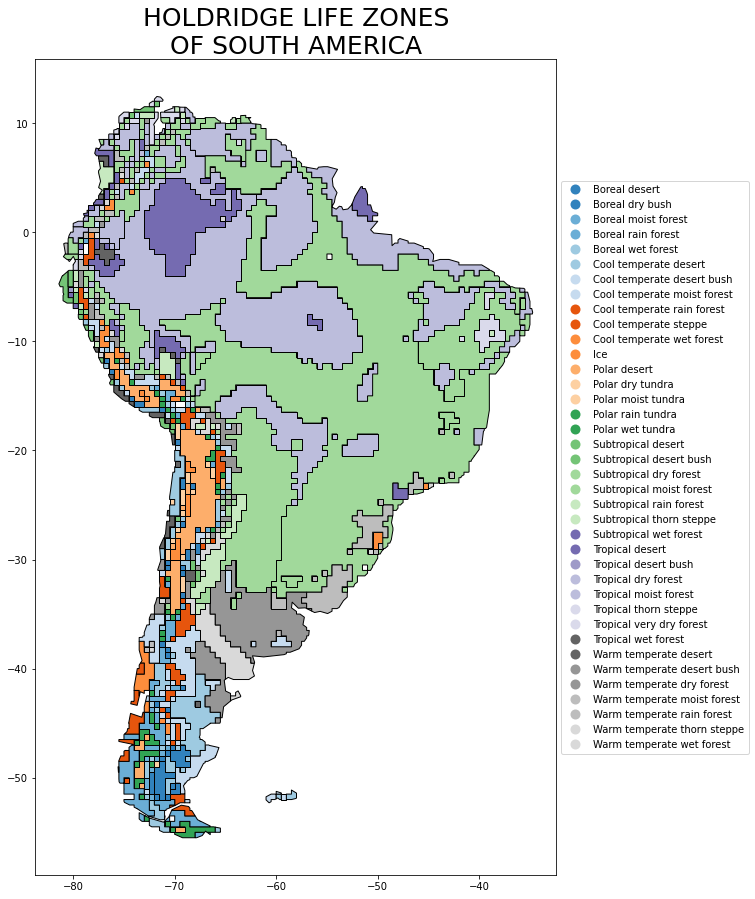 HOLDRIDGE LIFE ZONES
OF SOUTH AMERICA
10
0
−10
−20
−30
−40
−50
−80
−70
−60
−50
−40
Boreal desert
Boreal dry bush
Boreal moist forest
Boreal rain forest
Boreal wet forest
Cool temperate desert
Cool temperate desert bush
Cool temperate moist forest
Cool temperate rain forest
Cool temperate steppe
Cool temperate wet forest
Ice
Polar desert
Polar dry tundra
Polar moist tundra
Polar rain tundra
Polar wet tundra
Subtropical desert
Subtropical desert bush
Subtropical dry forest
Subtropical moist forest
Subtropical rain forest
Subtropical thorn steppe
Subtropical wet forest
Tropical desert
Tropical desert bush
Tropical dry forest
Tropical moist forest
Tropical thorn steppe
Tropical very dry forest
Tropical wet forest
Warm temperate desert
Warm temperate desert bush
Warm temperate dry forest
Warm temperate moist forest
Warm temperate rain forest
Warm temperate thorn steppe
Warm temperate wet forest